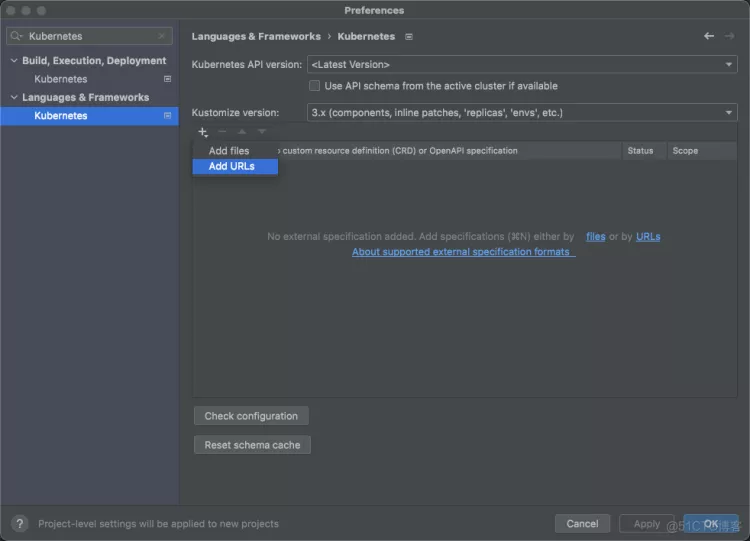 Preferences
Kubernetes
Languages & Frameworks › Kubernetes
Build, Execution, Deployment
Kubernetes
Languages & Frameworks
Kubernetes
Kubernetes API version: <Latest Version>
Use API schema from the active cluster if available
Kustomize version: 3.x (components, inline patches, 'replicas', 'envs', etc.)
Add files
Add URLs
custom resource definition (CRD) or OpenAPI specification Status Scope
No external specification added. Add specifications (⌘N) either by files or by URLs
About supported external specification formats
Check configuration
Reset schema cache
? Project-level settings will be applied to new projects
Cancel Apply OK
@51CTO博客